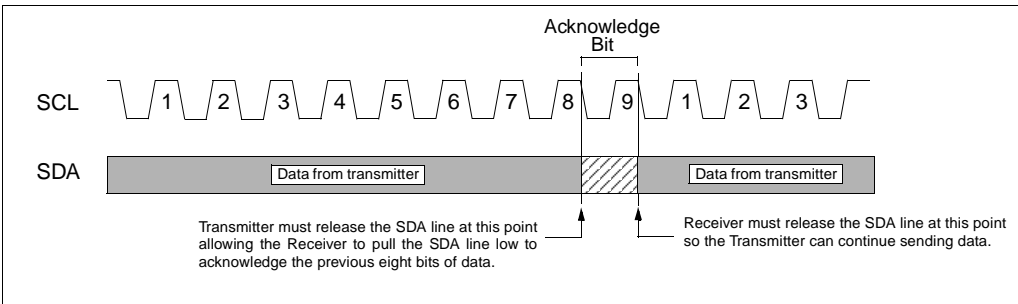 Acknowledge
Bit
SCL
1 2 3 4 5 6 7 8 9 1 2 3
SDA
Data from transmitter
Data from transmitter
Transmitter must release the SDA line at this point
allowing the Receiver to pull the SDA line low to
acknowledge the previous eight bits of data.
Receiver must release the SDA line at this point
so the Transmitter can continue sending data.